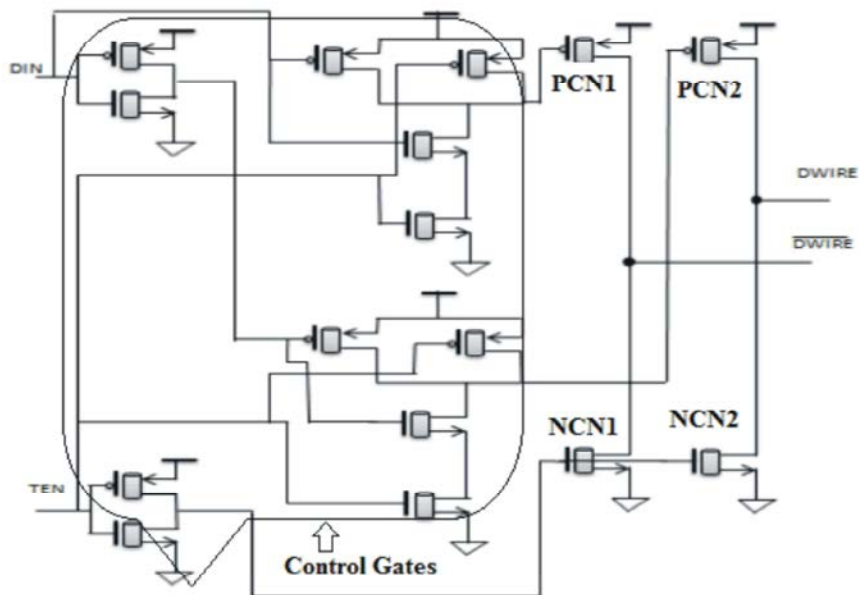 DIN
PCN1
PCN2
DWIRE
DWIRE
NCN1
NCN2
TEN
Control Gates